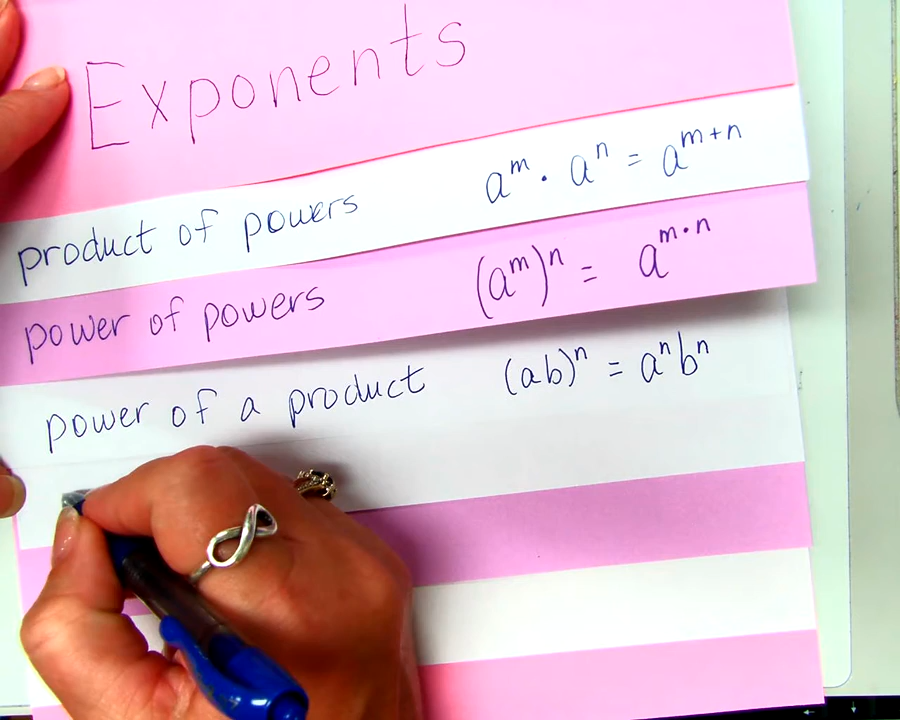 Exponents
product of powers a^m · a^n = a^{m+n}
power of powers (a^m)^n = a^{m·n}
power of a product (ab)^n = a^n b^n